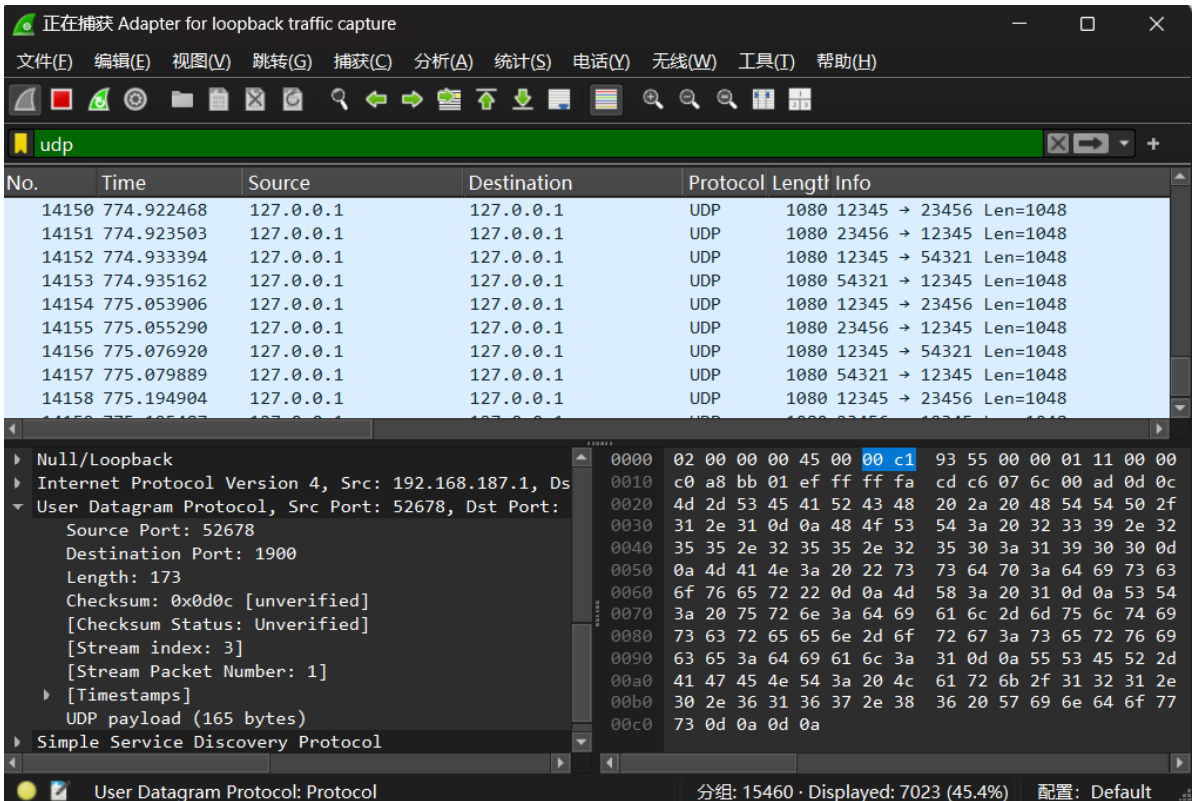 正在捕获 Adapter for loopback traffic capture
文件(F) 编辑(E) 视图(V) 跳转(G) 捕获(C) 分析(A) 统计(S) 电话(Y) 无线(W) 工具(T) 帮助(H)
udp
No. Time Source Destination Protocol Length Info
14150 774.922468 127.0.0.1 127.0.0.1 UDP 1080 12345 → 23456 Len=1048
14151 774.923503 127.0.0.1 127.0.0.1 UDP 1080 23456 → 12345 Len=1048
14152 774.933394 127.0.0.1 127.0.0.1 UDP 1080 12345 → 54321 Len=1048
14153 774.935162 127.0.0.1 127.0.0.1 UDP 1080 54321 → 12345 Len=1048
14154 775.053906 127.0.0.1 127.0.0.1 UDP 1080 12345 → 23456 Len=1048
14155 775.055290 127.0.0.1 127.0.0.1 UDP 1080 23456 → 12345 Len=1048
14156 775.076920 127.0.0.1 127.0.0.1 UDP 1080 12345 → 54321 Len=1048
14157 775.079889 127.0.0.1 127.0.0.1 UDP 1080 54321 → 12345 Len=1048
14158 775.194904 127.0.0.1 127.0.0.1 UDP 1080 12345 → 23456 Len=1048
Null/Loopback
Internet Protocol Version 4, Src: 192.168.187.1, Ds
User Datagram Protocol, Src Port: 52678, Dst Port:
Source Port: 52678
Destination Port: 1900
Length: 173
Checksum: 0x0d0c [unverified]
[Checksum Status: Unverified]
[Stream index: 3]
[Stream Packet Number: 1]
[Timestamps]
UDP payload (165 bytes)
Simple Service Discovery Protocol
0000 02 00 00 00 45 00 00 c1 93 55 00 00 01 11 00 00
0010 c0 a8 bb 01 ef ff ff fa cd c6 07 6c 00 ad 0d 0c
0020 4d 2d 53 45 41 52 43 48 20 2a 20 48 54 54 50 2f
0030 31 2e 31 0d 0a 48 4f 53 54 3a 20 32 33 39 2e 32
0040 35 35 2e 32 35 35 2e 32 35 30 3a 31 39 30 30 0d
0050 0a 4d 41 4e 3a 20 22 73 73 64 70 3a 64 69 73 63
0060 6f 76 65 72 22 0d 0a 4d 58 3a 20 31 0d 0a 53 54
0070 3a 20 75 72 6e 3a 64 69 61 6c 2d 6d 75 6c 74 69
0080 73 63 72 65 65 6e 2d 6f 72 67 3a 73 65 72 76 69
0090 63 65 3a 64 69 61 6c 3a 31 0d 0a 55 53 45 52 2d
00a0 41 47 45 4e 54 3a 20 4c 61 72 6b 2f 31 32 31 2e
00b0 30 2e 36 31 36 37 2e 38 36 20 57 69 6e 64 6f 77
00c0 73 0d 0a 0d 0a
User Datagram Protocol: Protocol
分组: 15460 · Displayed: 7023 (45.4%)
配置: Default